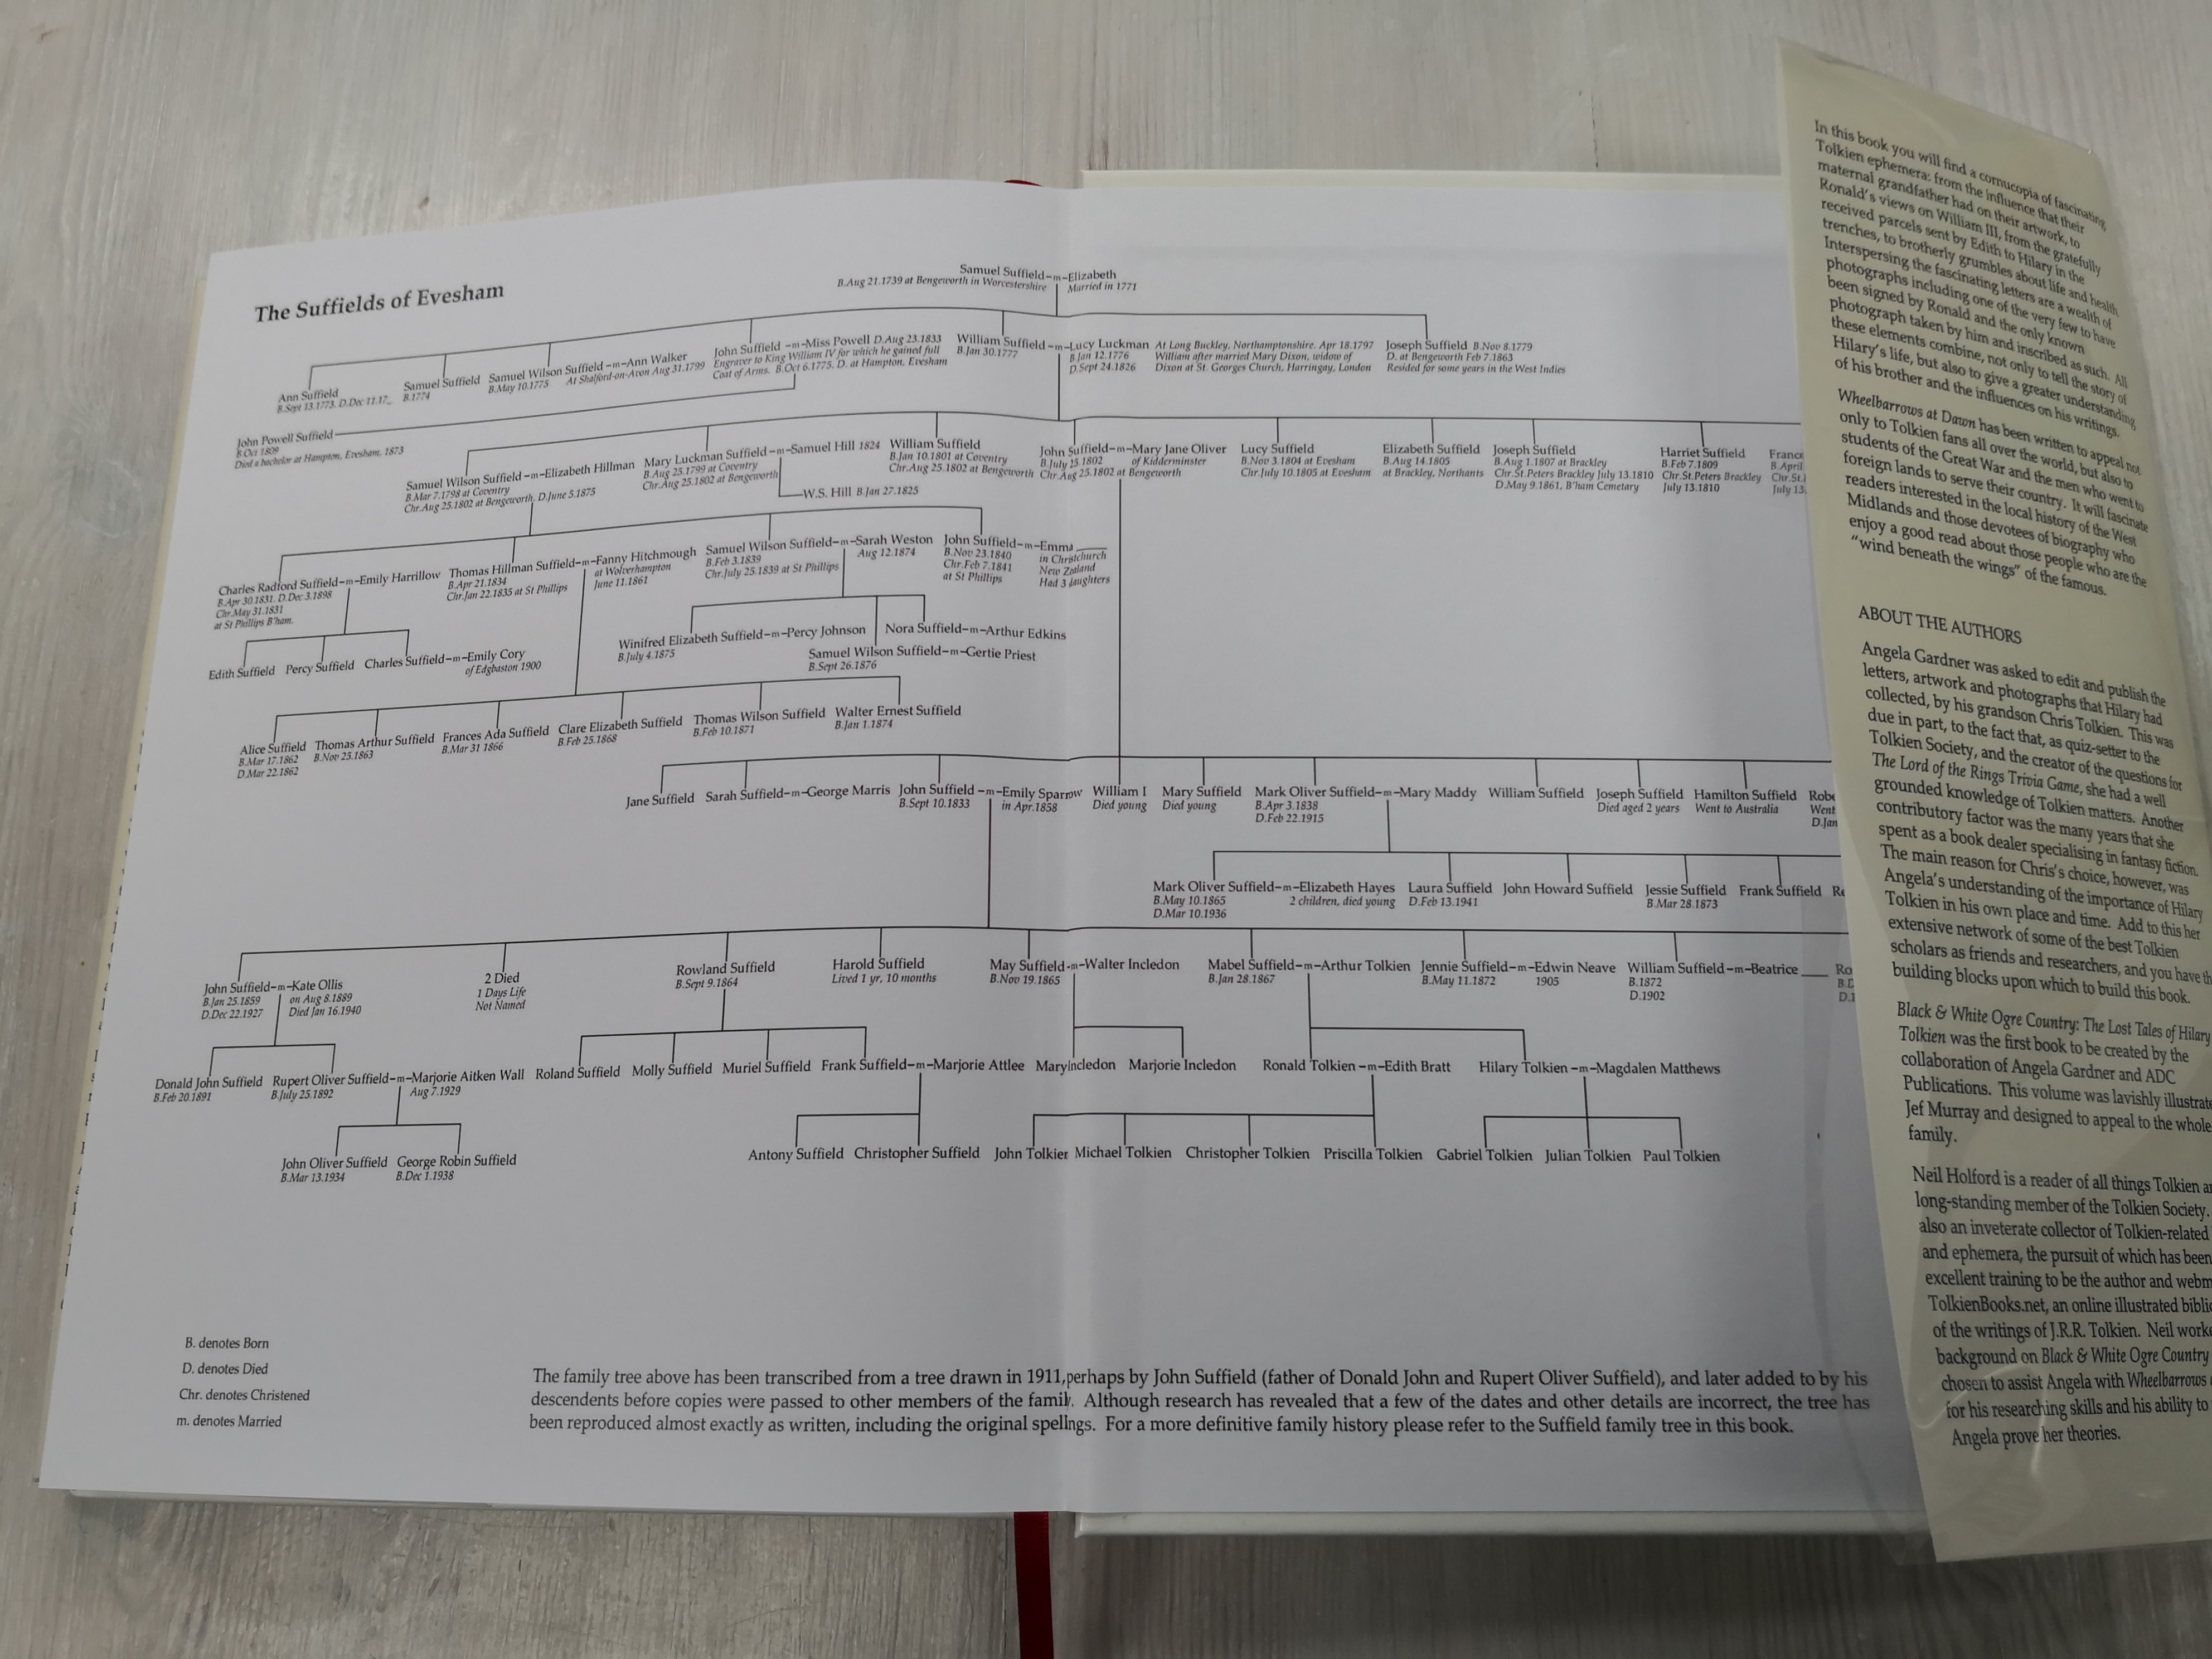 The Suffields of Evesham
Samuel Suffield-m-Elizabeth
B.Aug 21.1739 at Bengeworth in Worcestershire
Married in 1771
Ann Suffield
B.Sept 13.1773. D.Dec 11.17_
Samuel Suffield
B.1774
Samuel Wilson Suffield-m-Ann Walker
B.May 10.1775 At Shalford-on-Avon Aug 31.1799
John Suffield -m-Miss Powell D.Aug 23.1833
Engraver to King William IV for which he gained full
Coat of Arms. B.Oct 6.1775. D. at Hampton, Evesham
William Suffield-m-Lucy Luckman
B.Jan 30.1777
B.Jan 12.1776
D.Sept 24.1826
At Long Buckley, Northamptonshire. Apr 18.1797
William after married Mary Dixon, widow of
Dixon at St. Georges Church, Harringay, London
Joseph Suffield B.Nov 8.1779
D. at Bengeworth Feb 7.1863
Resided for some years in the West Indies
John Powell Suffield
B.Oct 1809
Died a bachelor at Hampton, Evesham, 1873
Samuel Wilson Suffield -m-Elizabeth Hillman
B.Mar 7.1798 at Coventry
Chr.Aug 25.1802 at Bengeworth, D.June 5.1875
Mary Luckman Suffield-m-Samuel Hill 1824
B.Aug 25.1799 at Coventry
Chr.Aug 25.1802 at Bengeworth
W.S. Hill B.Jan 27.1825
William Suffield
B.Jan 10.1801 at Coventry
Chr.Aug 25.1802 at Bengeworth
John Suffield-m-Mary Jane Oliver
B.July 25.1802 of Kidderminster
Chr.Aug 25.1802 at Bengeworth
Lucy Suffield
B.Nov 3.1804 at Evesham
Chr.July 10.1805 at Evesham
Elizabeth Suffield
B.Aug 14.1805
at Brackley, Northants
Joseph Suffield
B.Aug 1.1807 at Brackley
Chr.St.Peters Brackley July 13.1810
D.May 9.1861, B'ham Cemetary
Harriet Suffield
B.Feb 7.1809
Chr.St.Peters Brackley
July 13.1810
Franc
B.April
Chr.St.
July 13.
Charles Radford Suffield-m-Emily Harrillow
B.Apr 30.1831. D.Dec 3.1898
Chr.May 31.1831
at St Phillips B'ham.
Thomas Hillman Suffield-m-Fanny Hitchmough
B.Apr 21.1834
Chr.Jan 22.1835 at St Phillips
at Wolverhampton
June 11.1861
Samuel Wilson Suffield-m-Sarah Weston
B.Feb 3.1839
Chr.July 25.1839 at St Phillips
Aug 12.1874
John Suffield-m-Emma
B.Nov 23.1840
Chr.Feb 7.1841
at St Phillips
in Christchurch
New Zealand
Had 3 daughters
Edith Suffield Percy Suffield Charles Suffield-m-Emily Cory
of Edgbaston 1900
Winifred Elizabeth Suffield-m-Percy Johnson
B.July 4.1875
Nora Suffield-m-Arthur Edkins
Samuel Wilson Suffield-m-Gertie Priest
B.Sept 26.1876
Alice Suffield
B.Mar 17.1862
D.Mar 22.1862
Thomas Arthur Suffield
B.Nov 25.1863
Frances Ada Suffield
B.Mar 31 1866
Clare Elizabeth Suffield
B.Feb 25.1868
Thomas Wilson Suffield
B.Feb 10.1871
Walter Ernest Suffield
B.Jan 1.1874
Jane Suffield
Sarah Suffield-m-George Marris
John Suffield -m-Emily Sparrow
B.Sept 10.1833 in Apr.1858
William I
Died young
Mary Suffield
Died young
Mark Oliver Suffield-m-Mary Maddy
B.Apr 3.1838
D.Feb 22.1915
William Suffield
Joseph Suffield
Died aged 2 years
Hamilton Suffield
Went to Australia
Robe
Went
D.Jan
Mark Oliver Suffield-m-Elizabeth Hayes
B.May 10.1865
D.Mar 10.1936
2 children, died young
Laura Suffield
D.Feb 13.1941
John Howard Suffield
Jessie Suffield
B.Mar 28.1873
Frank Suffield
Re
John Suffield-m-Kate Ollis
B.Jan 25.1859
D.Dec 22.1927
on Aug 8.1889
Died Jan 16.1940
2 Died
1 Days Life
Not Named
Rowland Suffield
B.Sept 9.1864
Harold Suffield
Lived 1 yr, 10 months
May Suffield-m-Walter Incledon
B.Nov 19.1865
Mabel Suffield-m-Arthur Tolkien
B.Jan 28.1867
Jennie Suffield-m-Edwin Neave
B.May 11.1872 1905
William Suffield -m-Beatrice
B.1872
D.1902
Ro
B.D
D.1
Donald John Suffield
B.Feb 20.1891
Rupert Oliver Suffield-m-Marjorie Aitken Wall
B.July 25.1892 Aug 7.1929
Roland Suffield
Molly Suffield
Muriel Suffield
Frank Suffield-m-Marjorie Attlee
Mary Incledon
Marjorie Incledon
Ronald Tolkien -m-Edith Bratt
Hilary Tolkien -m-Magdalen Matthews
John Oliver Suffield
B.Mar 13.1934
George Robin Suffield
B.Dec 1.1938
Antony Suffield Christopher Suffield John Tolkien Michael Tolkien Christopher Tolkien Priscilla Tolkien Gabriel Tolkien Julian Tolkien Paul Tolkien
B. denotes Born
D. denotes Died
Chr. denotes Christened
m. denotes Married
The family tree above has been transcribed from a tree drawn in 1911, perhaps by John Suffield (father of Donald John and Rupert Oliver Suffield), and later added to by his
descendents before copies were passed to other members of the family. Although research has revealed that a few of the dates and other details are incorrect, the tree has
been reproduced almost exactly as written, including the original spellings. For a more definitive family history please refer to the Suffield family tree in this book.
In this book you will find a cornucopia of fascinating
Tolkien ephemera: from the influence that their
maternal grandfather had on their artwork, to
Ronald's views on William III, from the gratefully
received parcels sent by Edith to Hilary in the
trenches, to brotherly grumbles about life and health.
Interspersing the fascinating letters are a wealth of
photographs including one of the very few to have
been signed by Ronald and the only known
photograph taken by him and inscribed as such. All
these elements combine, not only to tell the story of
Hilary's life, but also to give a greater understanding
of his brother and the influences on his writings.
Wheelbarrows at Dawn has been written to appeal not
only to Tolkien fans all over the world, but also to
students of the Great War and the men who went to
foreign lands to serve their country. It will fascinate
readers interested in the local history of the West
Midlands and those devotees of biography who
enjoy a good read about those people who are the
"wind beneath the wings" of the famous.
ABOUT THE AUTHORS
Angela Gardner was asked to edit and publish the
letters, artwork and photographs that Hilary had
collected, by his grandson Chris Tolkien. This was
due in part, to the fact that, as quiz-setter to the
Tolkien Society, and the creator of the questions for
The Lord of the Rings Trivia Game, she had a well
grounded knowledge of Tolkien matters. Another
contributory factor was the many years that she
spent as a book dealer specialising in fantasy fiction.
The main reason for Chris's choice, however, was
Angela's understanding of the importance of Hilary
Tolkien in his own place and time. Add to this her
extensive network of some of the best Tolkien
scholars as friends and researchers, and you have th
building blocks upon which to build this book.
Black & White Ogre Country: The Lost Tales of Hilary
Tolkien was the first book to be created by the
collaboration of Angela Gardner and ADC
Publications. This volume was lavishly illustrate
Jef Murray and designed to appeal to the whole
family.
Neil Holford is a reader of all things Tolkien a
long-standing member of the Tolkien Society.
also an inveterate collector of Tolkien-related
and ephemera, the pursuit of which has been
excellent training to be the author and webm
TolkienBooks.net, an online illustrated biblio
of the writings of J.R.R. Tolkien. Neil worke
background on Black & White Ogre Country
chosen to assist Angela with Wheelbarrows
for his researching skills and his ability to
Angela prove her theories.